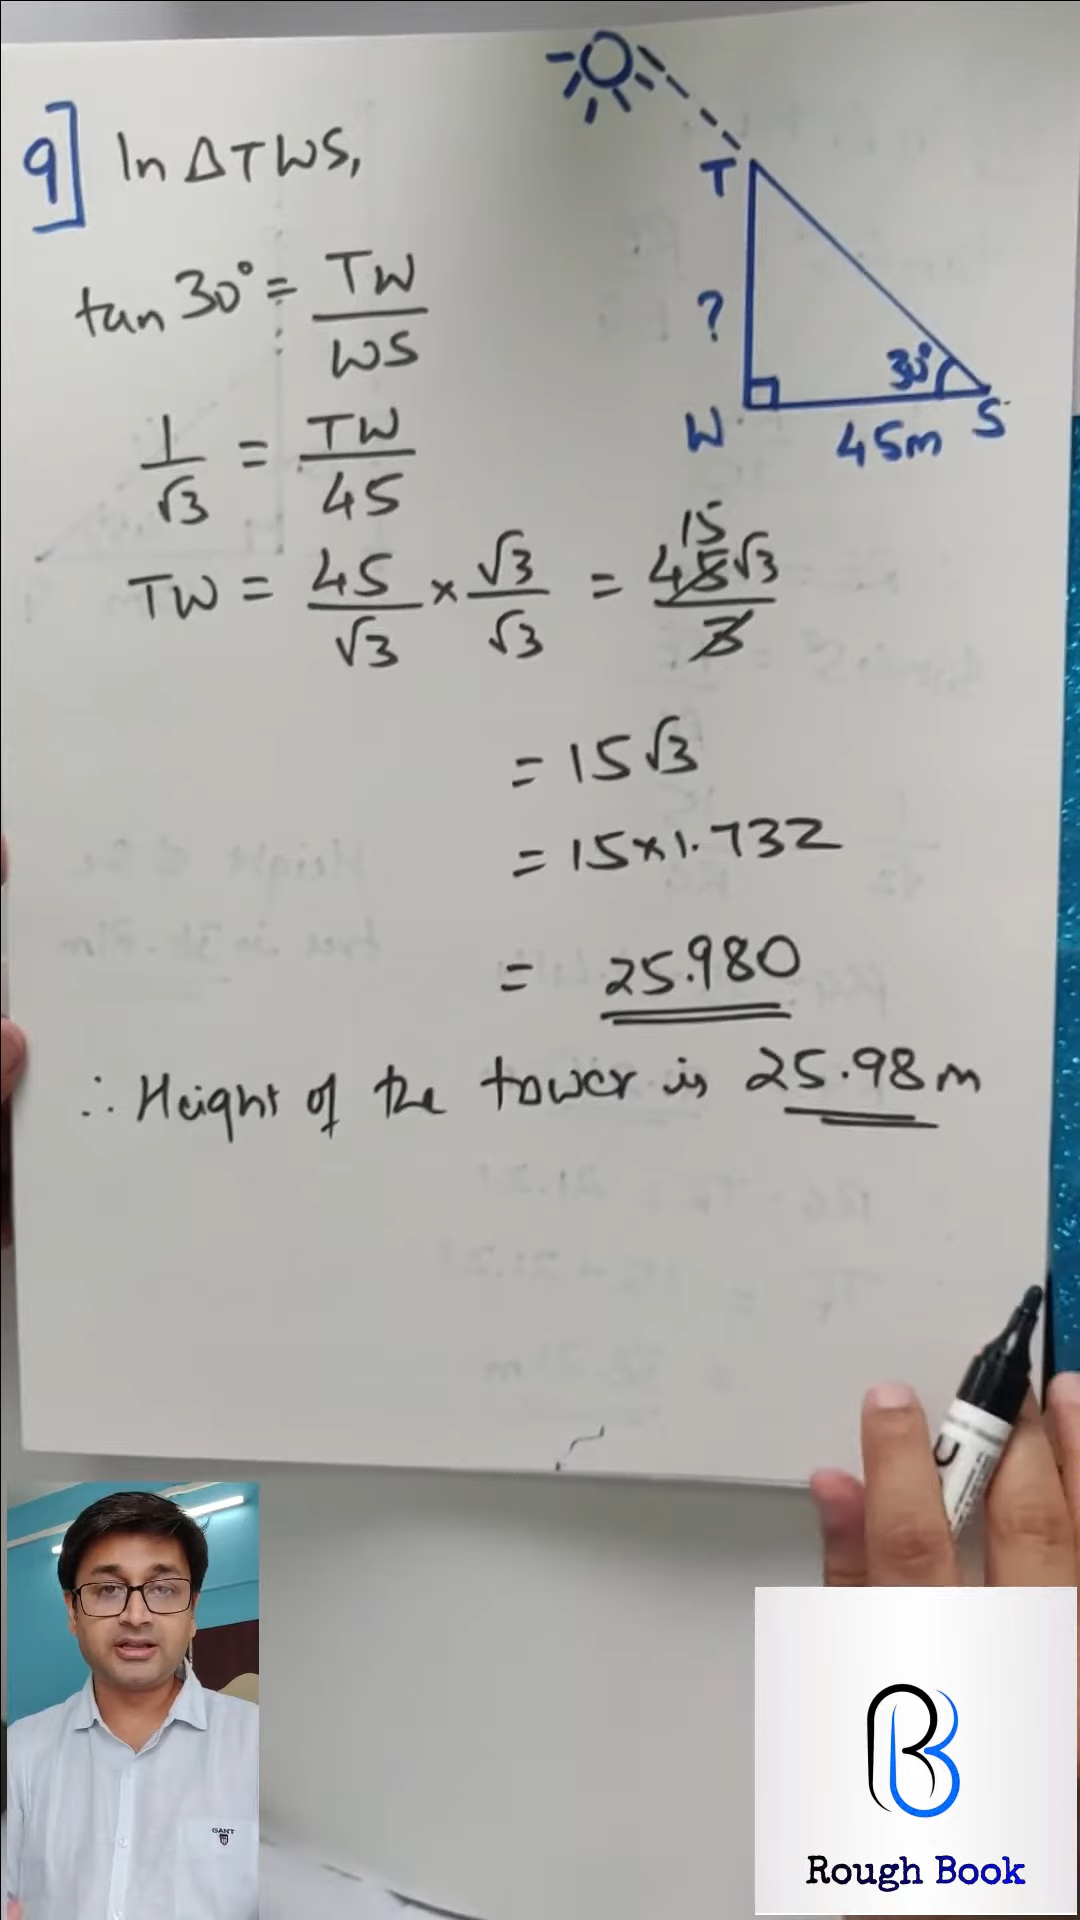 9] In ΔTWS,
tan 30° = TW/WS
1/√3 = TW/45
TW = 45/√3 × √3/√3 = 45√3/3 15
= 15√3
= 15×1.732
= 25.980
∴ Height of the tower is 25.98 m
T
?
W
30°
45m
S
U
GANT
B
Rough Book